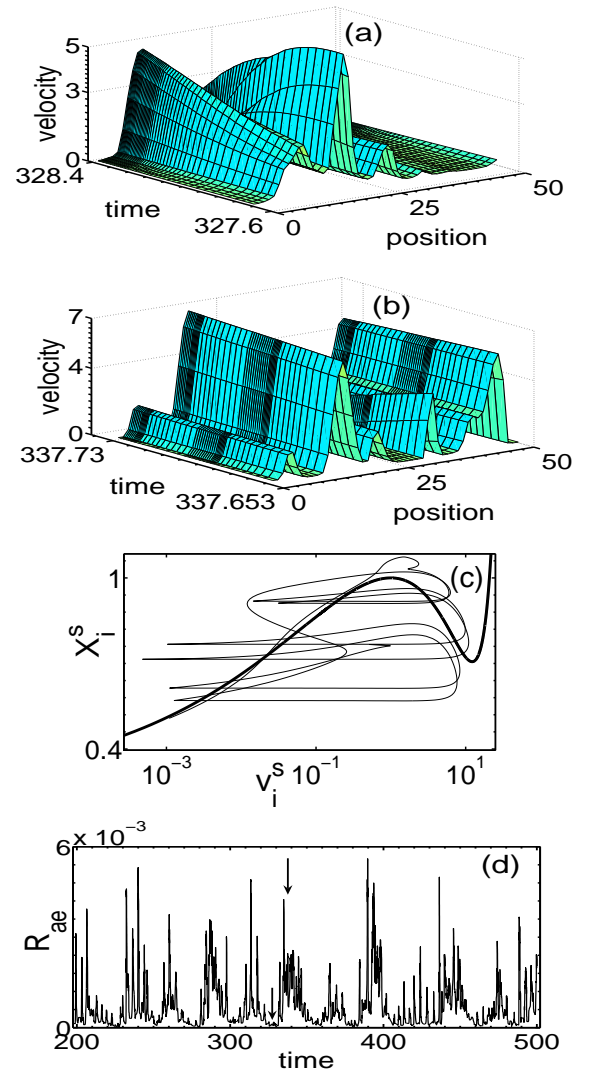 (a)
5
3
0
velocity
328.4
time
327.6
0
25
50
position
(b)
7
4
0
velocity
337.73
time
337.653
0
25
50
position
(c)
1
0.4
X_i^s
10^−3
v_i^s
10^−1
10^1
6 x 10^−3
(d)
R_ae
0
200
300
400
500
time